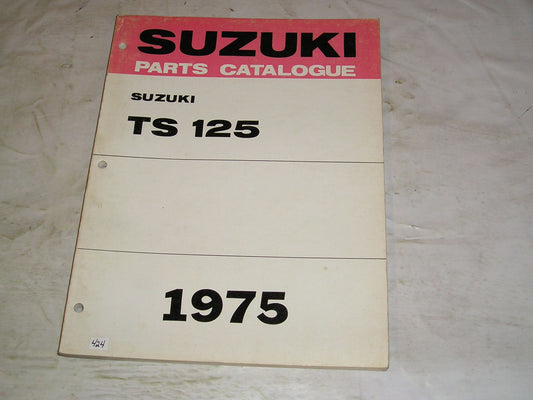 SUZUKI
PARTS CATALOGUE
SUZUKI
TS 125
1975
424